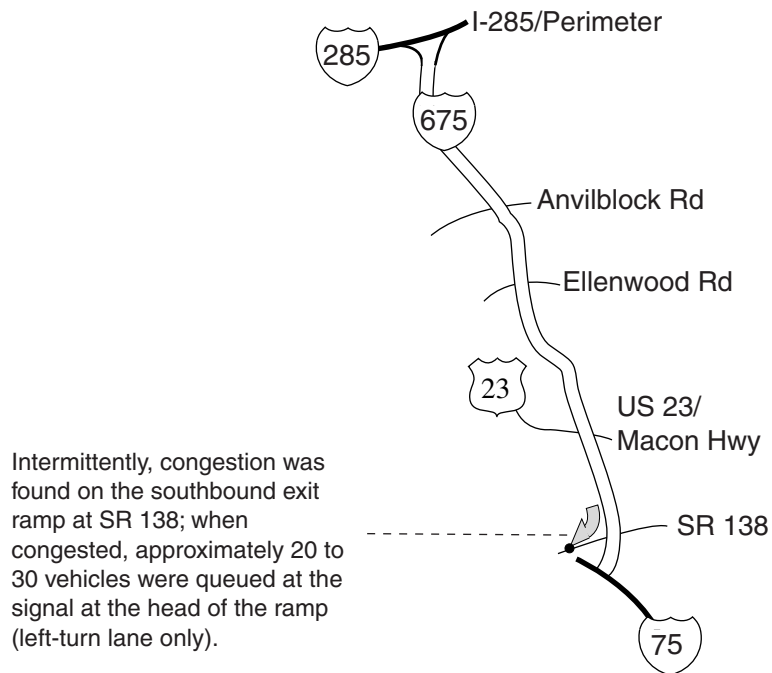 I-285/Perimeter
285
675
Anvilblock Rd
Ellenwood Rd
23
US 23/
Macon Hwy
Intermittently, congestion was
found on the southbound exit
ramp at SR 138; when
congested, approximately 20 to
30 vehicles were queued at the
signal at the head of the ramp
(left-turn lane only).
SR 138
75